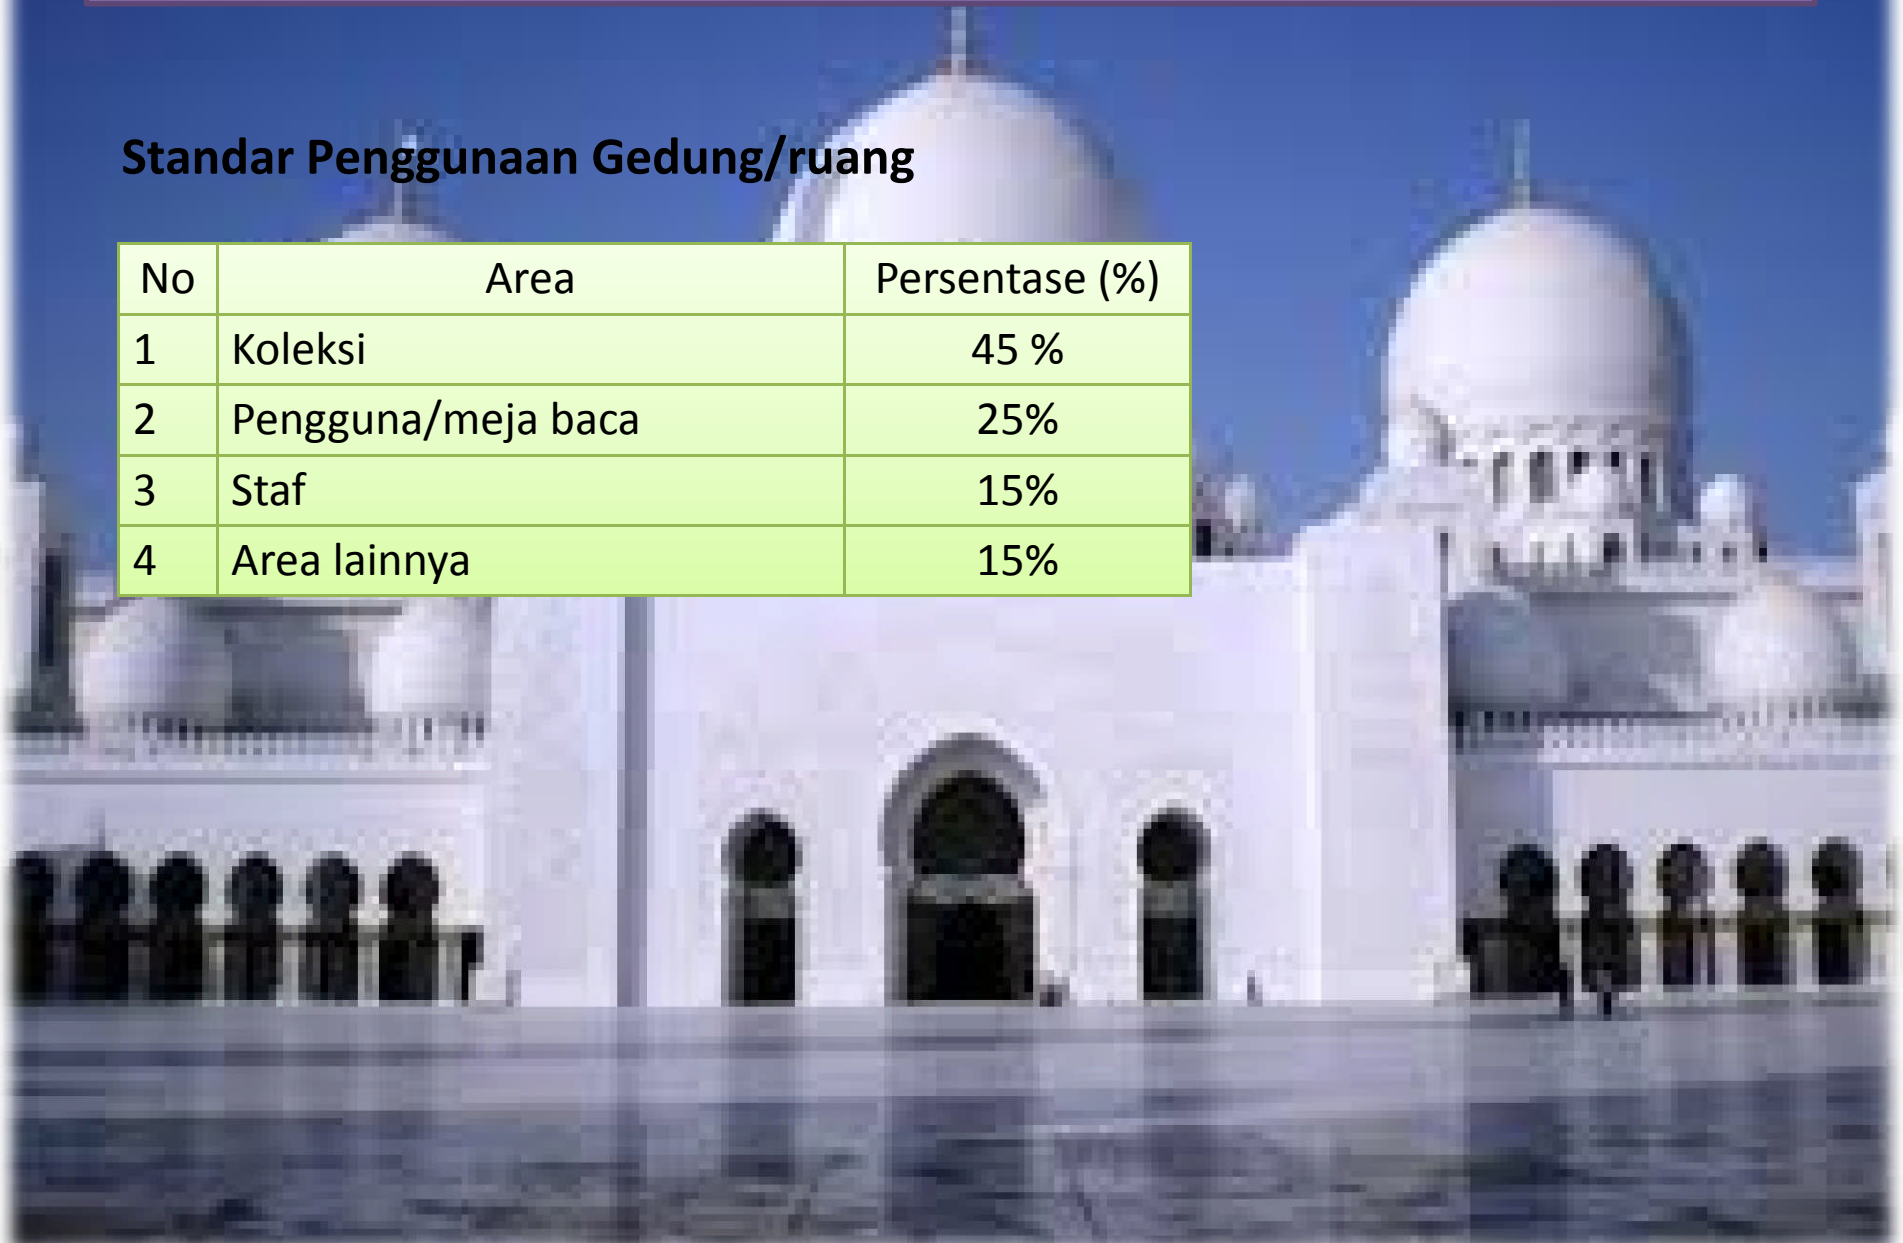 Standar Penggunaan Gedung/ruang
No Area Persentase (%)
1 Koleksi 45 %
2 Pengguna/meja baca 25%
3 Staf 15%
4 Area lainnya 15%